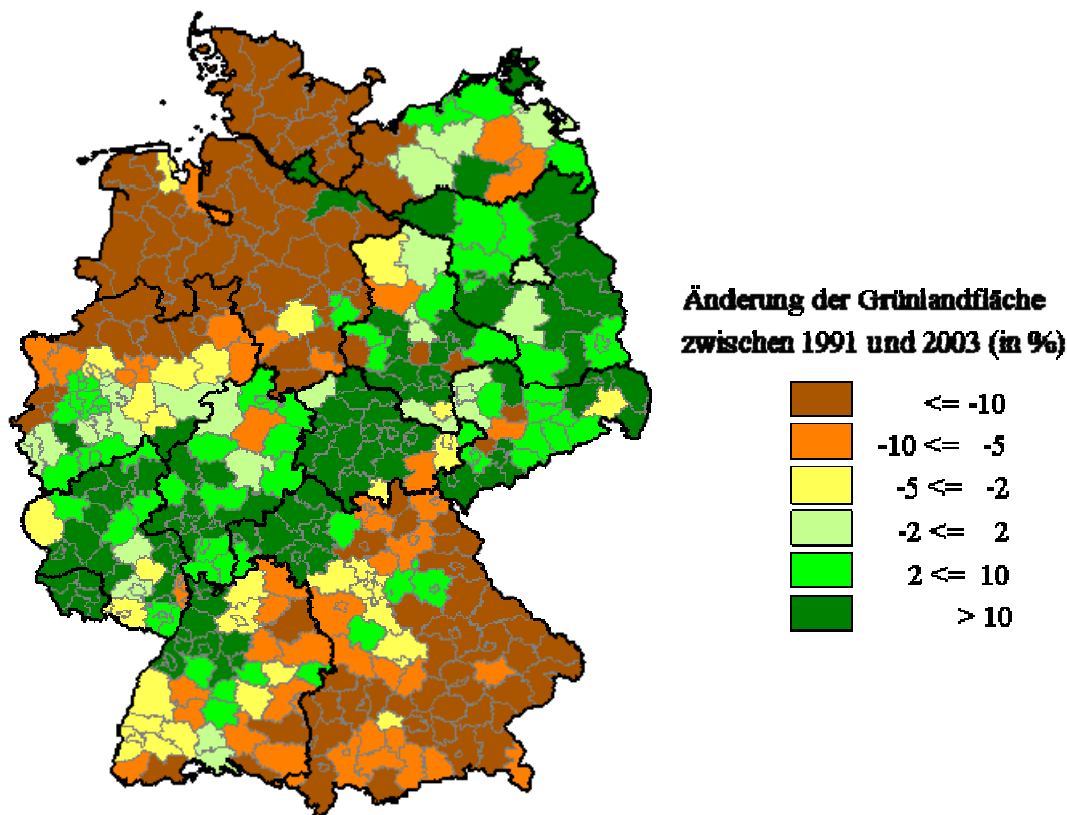 Änderung der Grünlandfläche
zwischen 1991 und 2003 (in %)
<= -10
-10 <= -5
-5 <= -2
-2 <= 2
2 <= 10
> 10